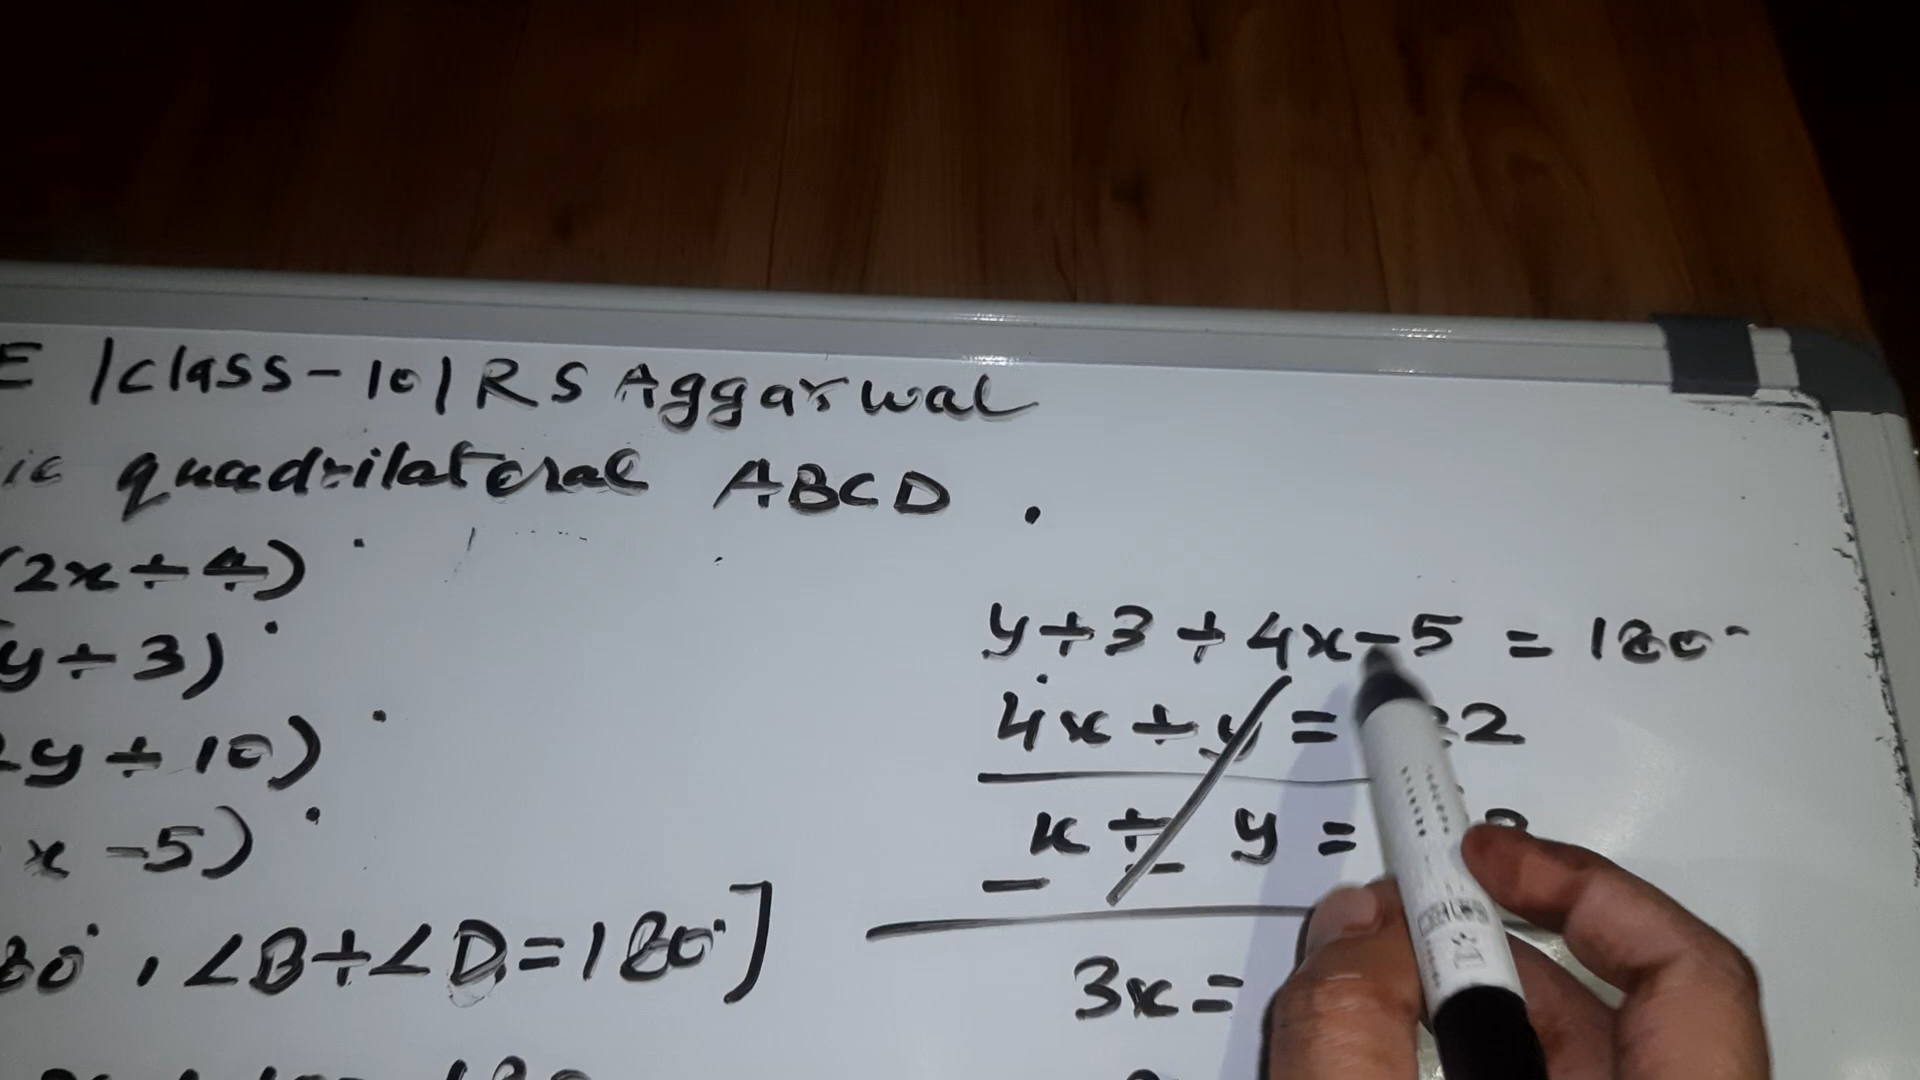 E /class-10/ RS Aggarwal
ic quadrilateral ABCD .
(2x+4)°
y+3)°
y+10)°
x-5)°
80°, ∠B+∠D=180°]
y+3+4x-5 = 180°
4x+y =
x + y =
3x=